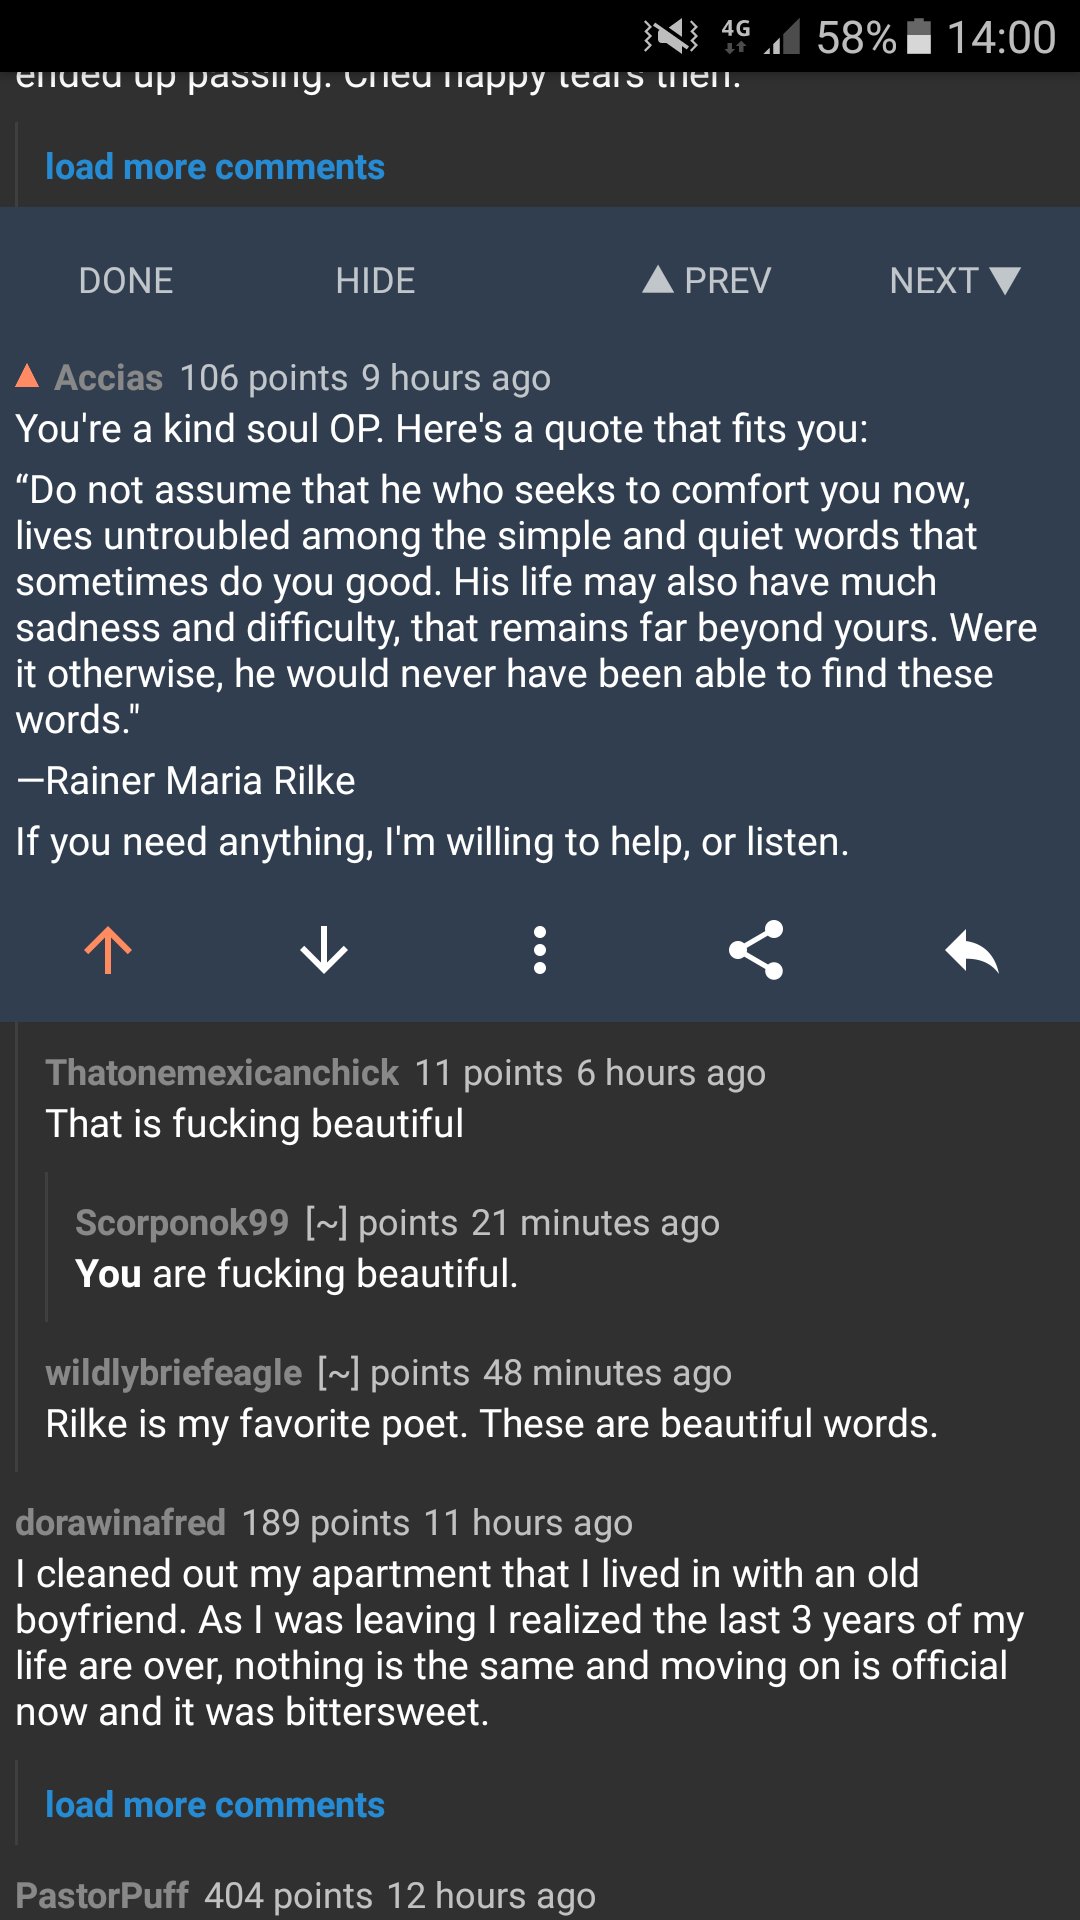 4G 58% 14:00
ended up passing. Cried happy tears then.
load more comments
DONE HIDE ▲ PREV NEXT ▼
▲ Accias 106 points 9 hours ago
You're a kind soul OP. Here's a quote that fits you:
“Do not assume that he who seeks to comfort you now,
lives untroubled among the simple and quiet words that
sometimes do you good. His life may also have much
sadness and difficulty, that remains far beyond yours. Were
it otherwise, he would never have been able to find these
words."
—Rainer Maria Rilke
If you need anything, I'm willing to help, or listen.
Thatonemexicanchick 11 points 6 hours ago
That is fucking beautiful
Scorponok99 [~] points 21 minutes ago
You are fucking beautiful.
wildlybriefeagle [~] points 48 minutes ago
Rilke is my favorite poet. These are beautiful words.
dorawinafred 189 points 11 hours ago
I cleaned out my apartment that I lived in with an old
boyfriend. As I was leaving I realized the last 3 years of my
life are over, nothing is the same and moving on is official
now and it was bittersweet.
load more comments
PastorPuff 404 points 12 hours ago